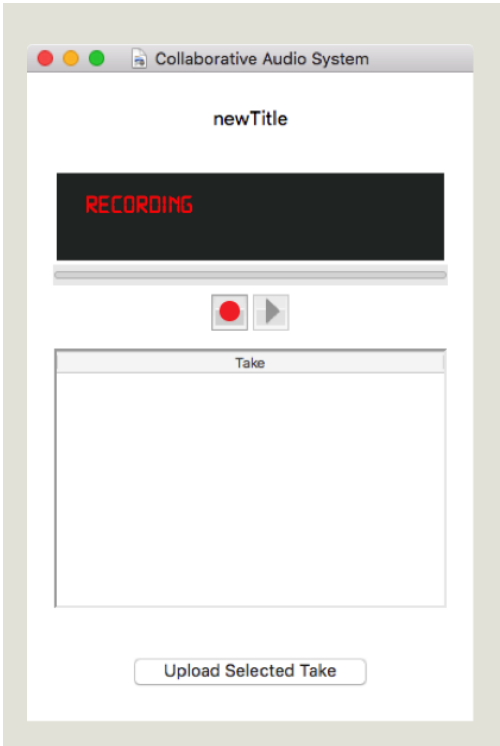 Collaborative Audio System
newTitle
RECORDING
Take
Upload Selected Take